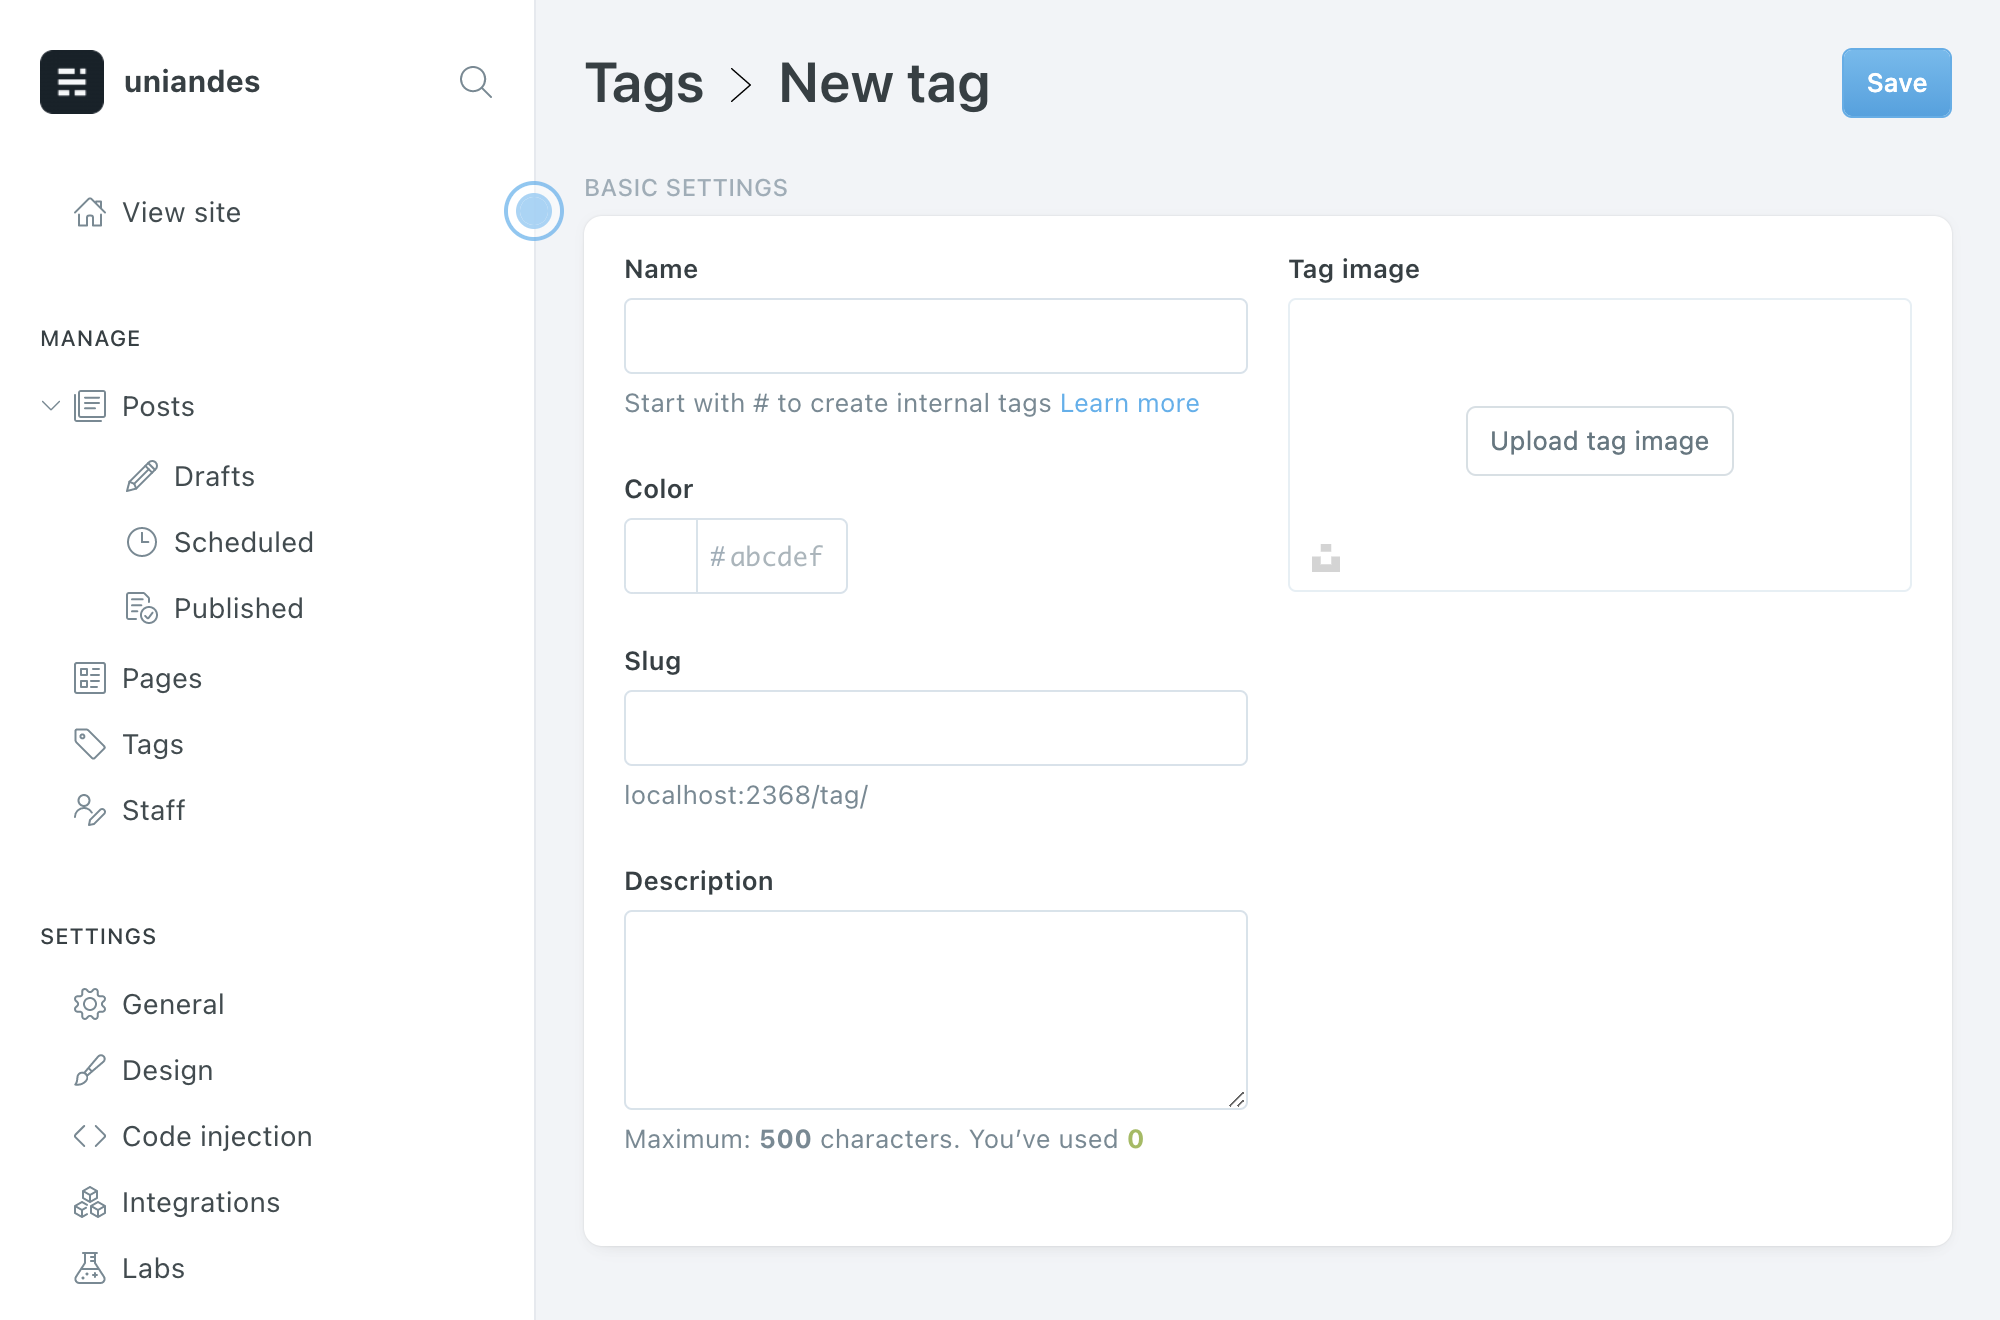 uniandes
View site
MANAGE
Posts
Drafts
Scheduled
Published
Pages
Tags
Staff
SETTINGS
General
Design
Code injection
Integrations
Labs
Tags > New tag
Save
BASIC SETTINGS
Name
Start with # to create internal tags Learn more
Color
#abcdef
Slug
localhost:2368/tag/
Description
Maximum: 500 characters. You’ve used 0
Tag image
Upload tag image